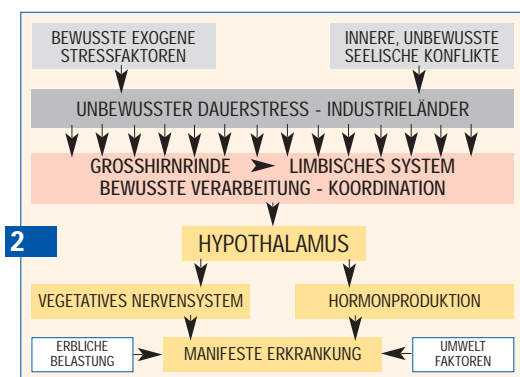 BEWUSSTE EXOGENE
STRESSFAKTOREN
INNERE, UNBEWUSSTE
SEELISCHE KONFLIKTE
UNBEWUSSTER DAUERSTRESS - INDUSTRIELÄNDER
GROSSHIRNRINDE LIMBISCHES SYSTEM
BEWUSSTE VERARBEITUNG - KOORDINATION
2
HYPOTHALAMUS
VEGETATIVES NERVENSYSTEM
HORMONPRODUKTION
ERBLICHE
BELASTUNG
MANIFESTE ERKRANKUNG
UMWELT
FAKTOREN